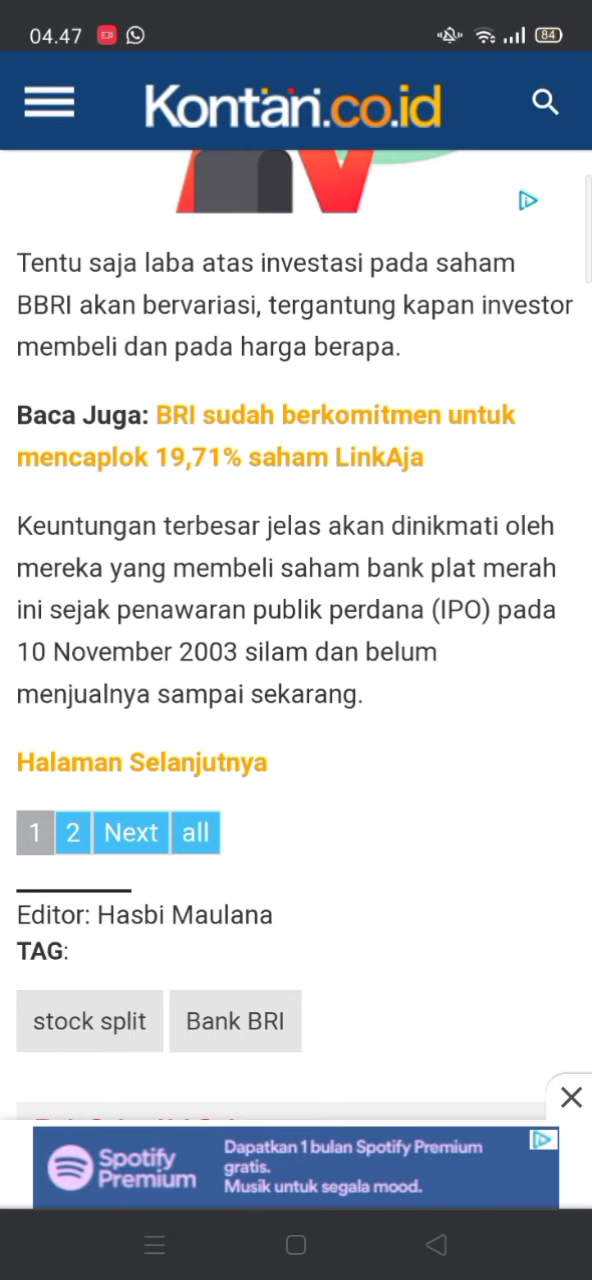 04.47
84
Kontan.co.id
Tentu saja laba atas investasi pada saham
BBRI akan bervariasi, tergantung kapan investor
membeli dan pada harga berapa.
Baca Juga: BRI sudah berkomitmen untuk
mencaplok 19,71% saham LinkAja
Keuntungan terbesar jelas akan dinikmati oleh
mereka yang membeli saham bank plat merah
ini sejak penawaran publik perdana (IPO) pada
10 November 2003 silam dan belum
menjualnya sampai sekarang.
Halaman Selanjutnya
1 2 Next all
Editor: Hasbi Maulana
TAG:
stock split Bank BRI
Spotify
Premium
Dapatkan 1 bulan Spotify Premium
gratis.
Musik untuk segala mood.